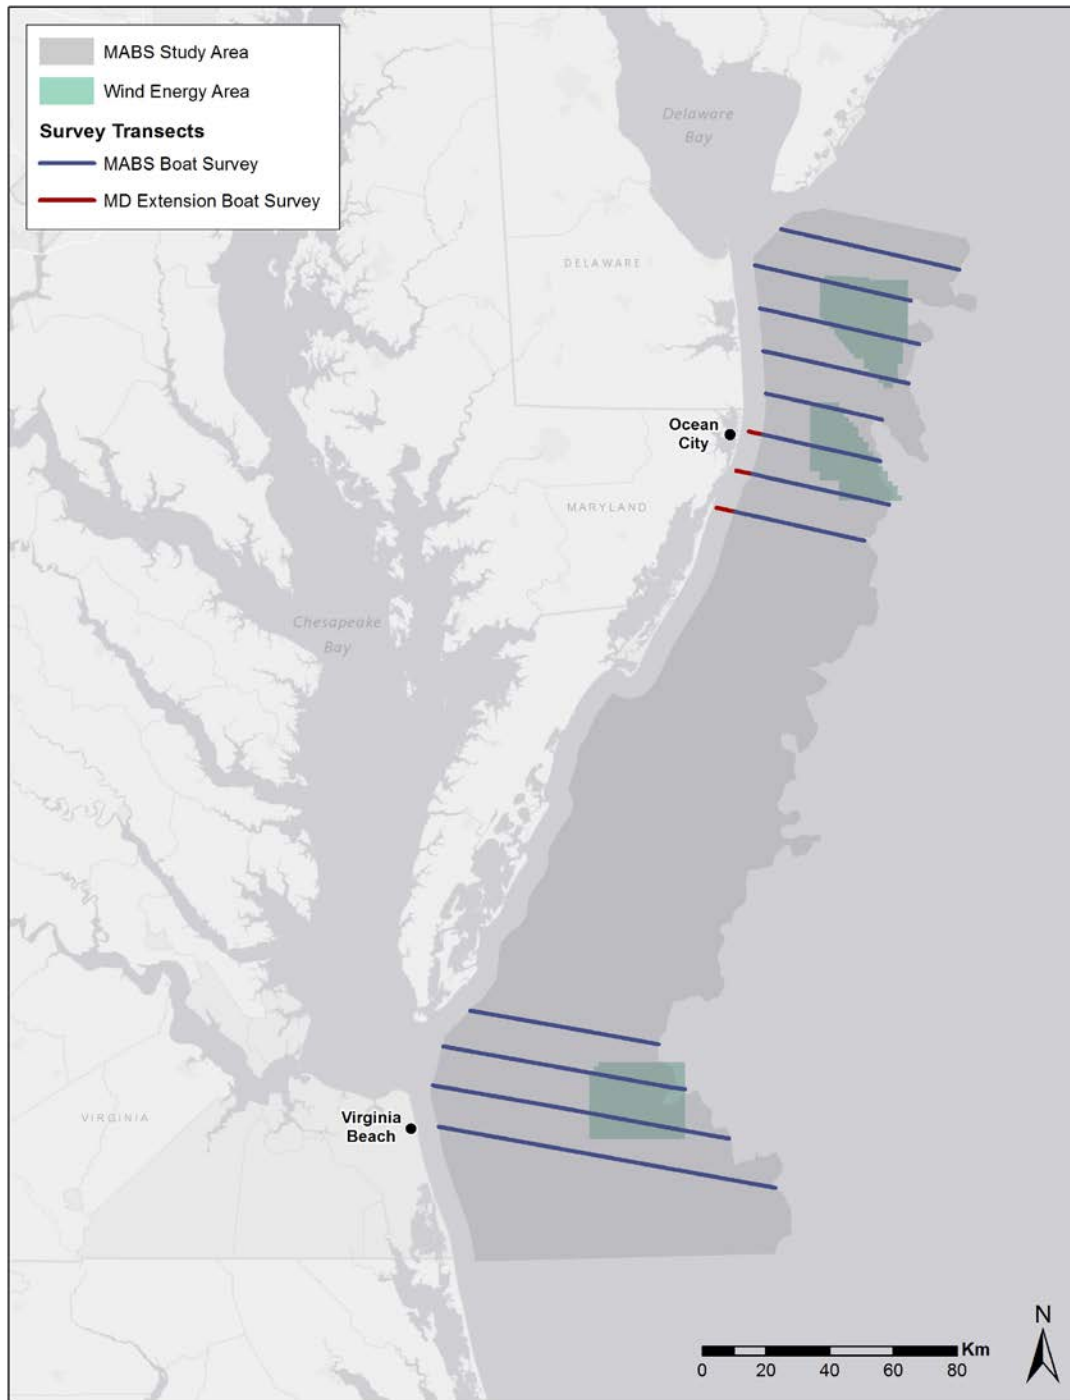 MABS Study Area
Wind Energy Area
Survey Transects
MABS Boat Survey
MD Extension Boat Survey
Delaware
Bay
DELAWARE
Ocean
City
MARYLAND
Chesapeake
Bay
VIRGINIA
Virginia
Beach
N
Km
0 20 40 60 80